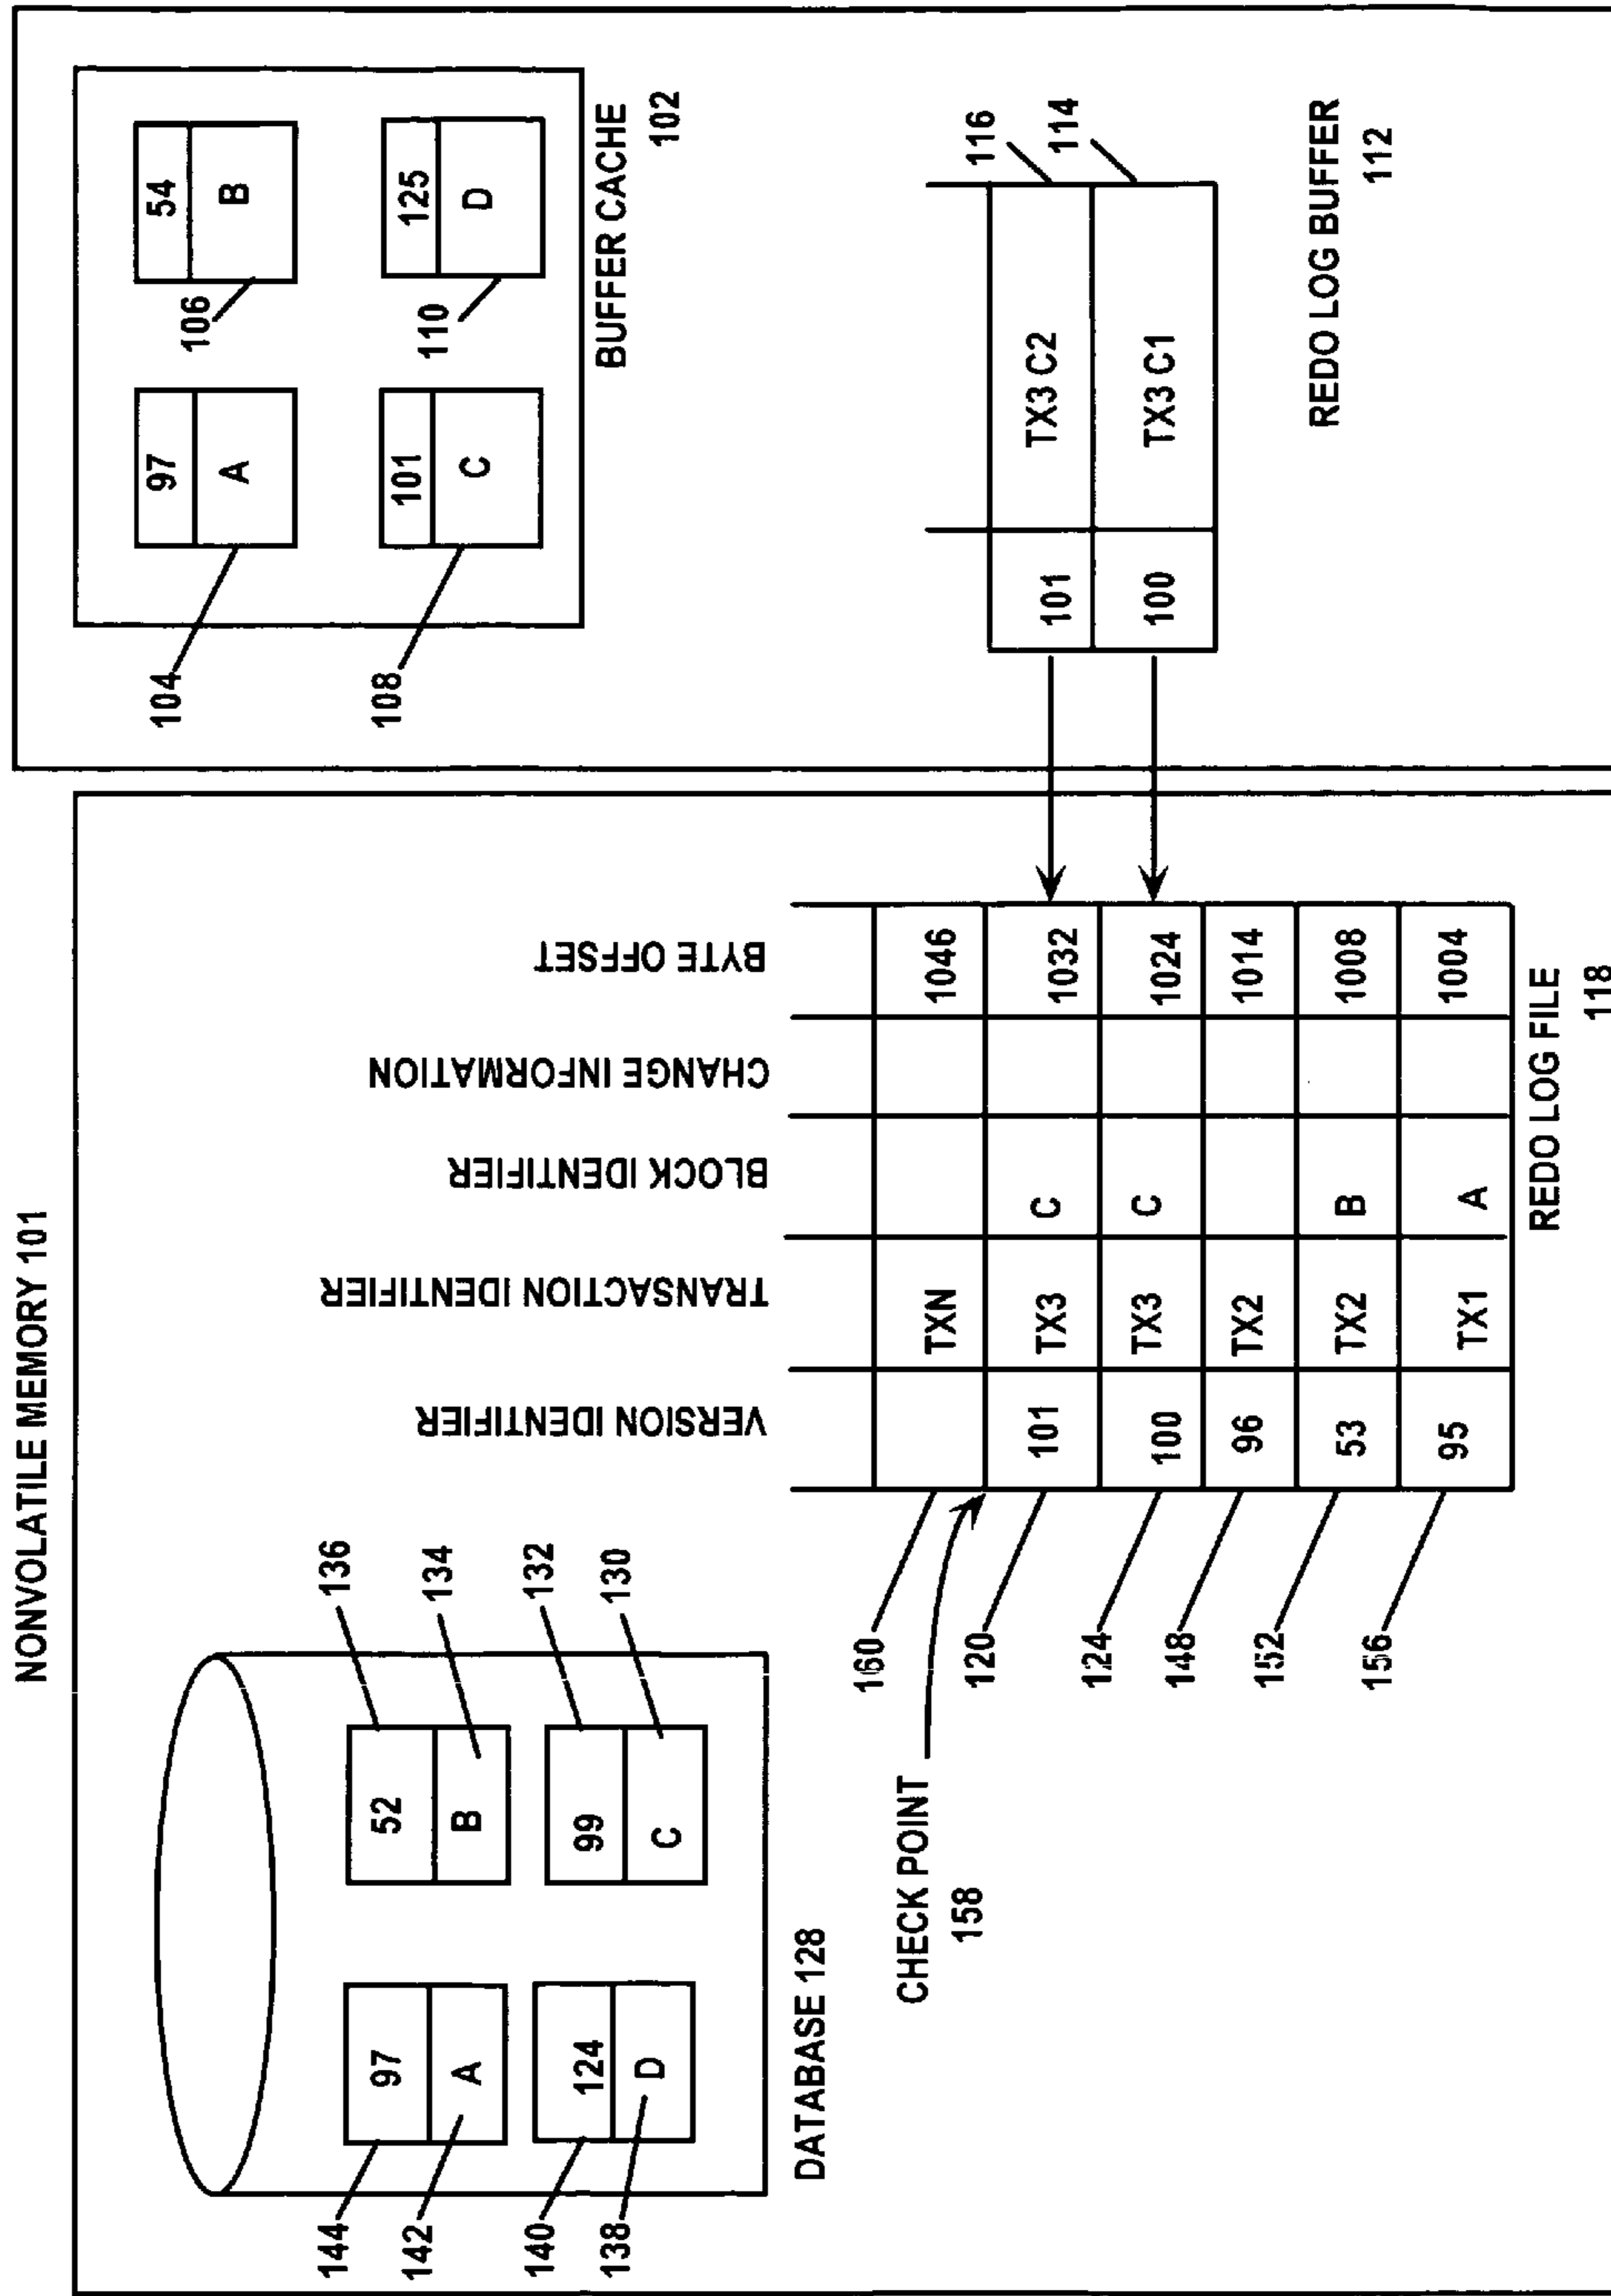 NONVOLATILE MEMORY 101
136
134
132
130
52
B
99
C
97
A
124
D
144
142
140
138
DATABASE 128
CHECK POINT
158
VERSION IDENTIFIER
TRANSACTION IDENTIFIER
BLOCK IDENTIFIER
CHANGE INFORMATION
BYTE OFFSET
160 TXN 1046
120 101 TX3 C 1032
124 100 TX3 C 1024
148 96 TX2 1014
152 53 TX2 B 1008
156 95 TX1 A 1004
REDO LOG FILE
118
104
97
A
106
54
B
108
101
C
110
125
D
BUFFER CACHE
102
116
114
101 TX3 C2
100 TX3 C1
REDO LOG BUFFER
112